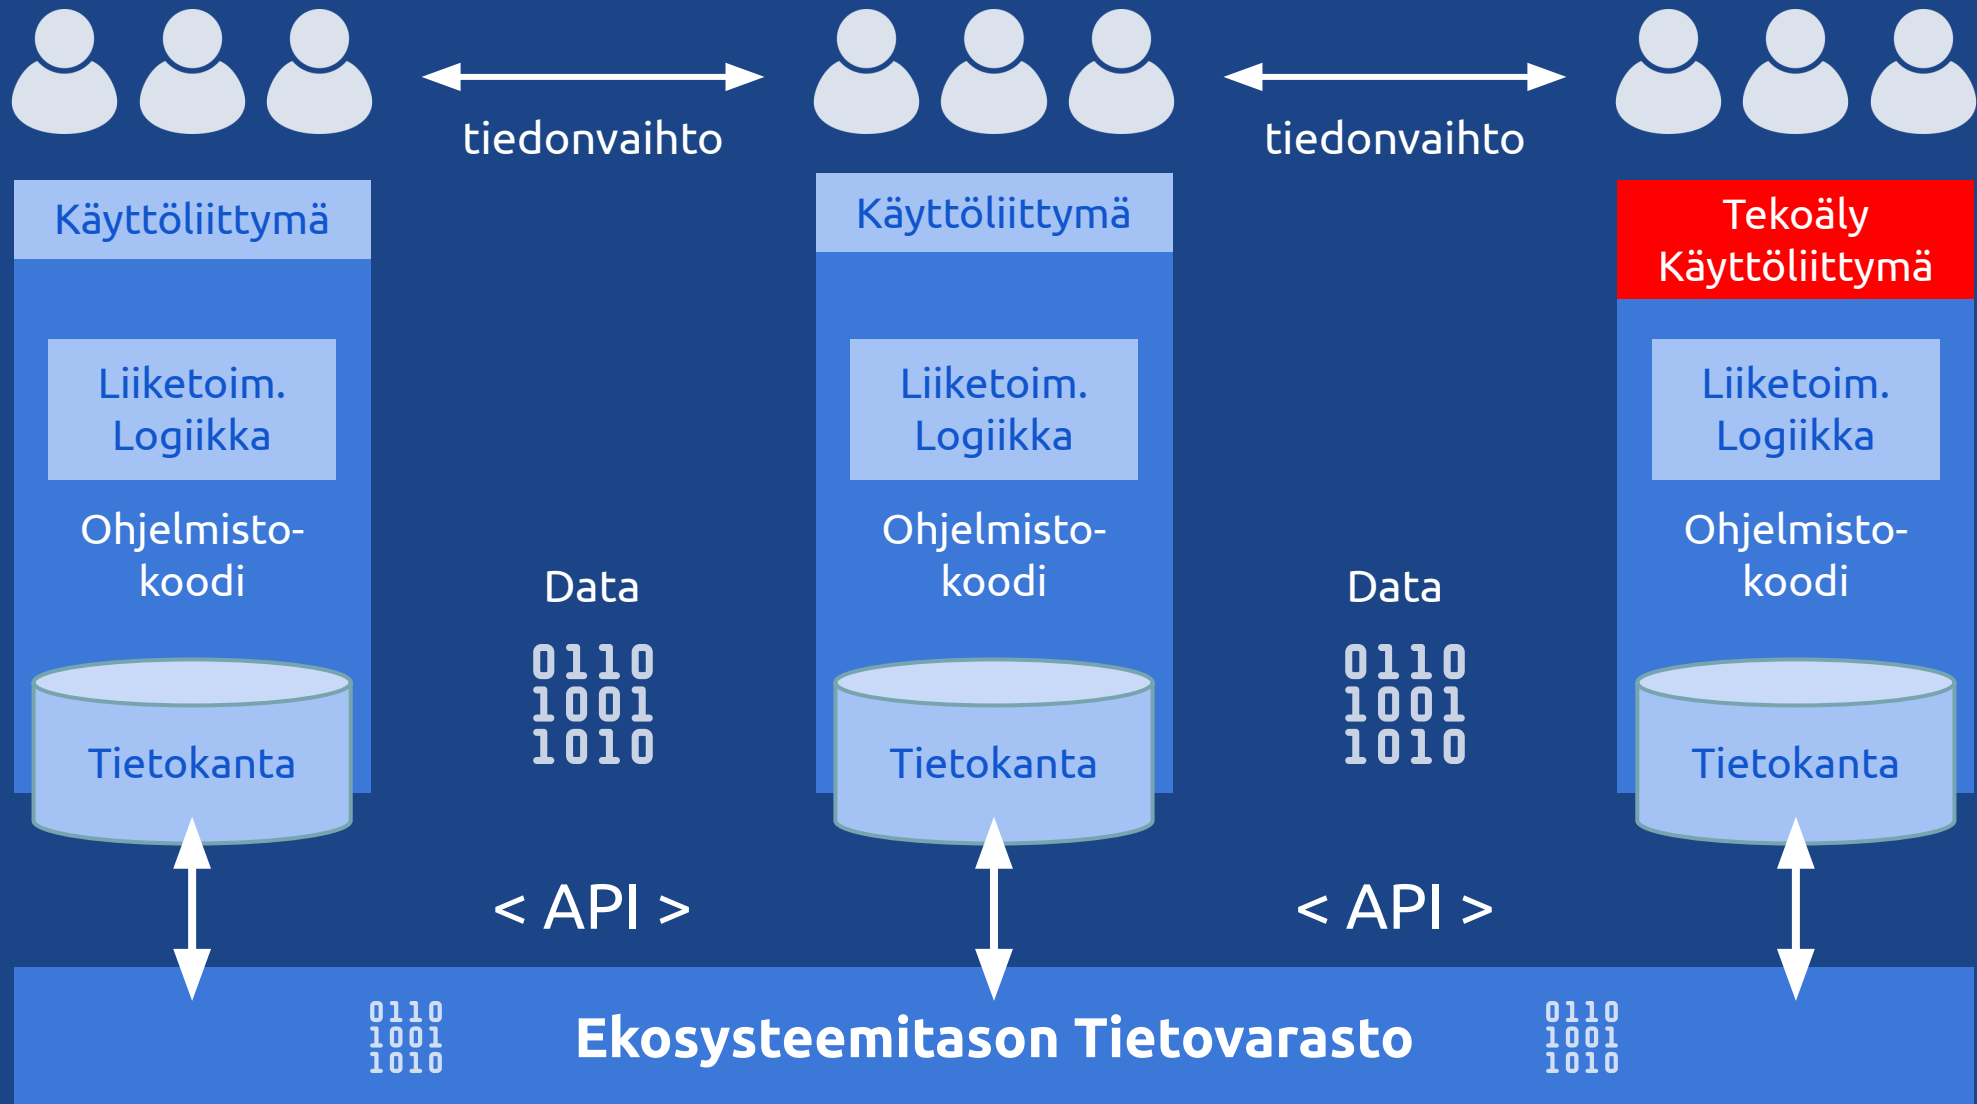 tiedonvaihto
tiedonvaihto
Käyttöliittymä
Käyttöliittymä
Tekoäly
Käyttöliittymä
Liiketoim.
Logiikka
Liiketoim.
Logiikka
Liiketoim.
Logiikka
Ohjelmisto-
koodi
Ohjelmisto-
koodi
Ohjelmisto-
koodi
Data
0110
1001
1010
Data
0110
1001
1010
Tietokanta
Tietokanta
Tietokanta
< API >
< API >
0110
1001
1010
Ekosysteemitason Tietovarasto
0110
1001
1010